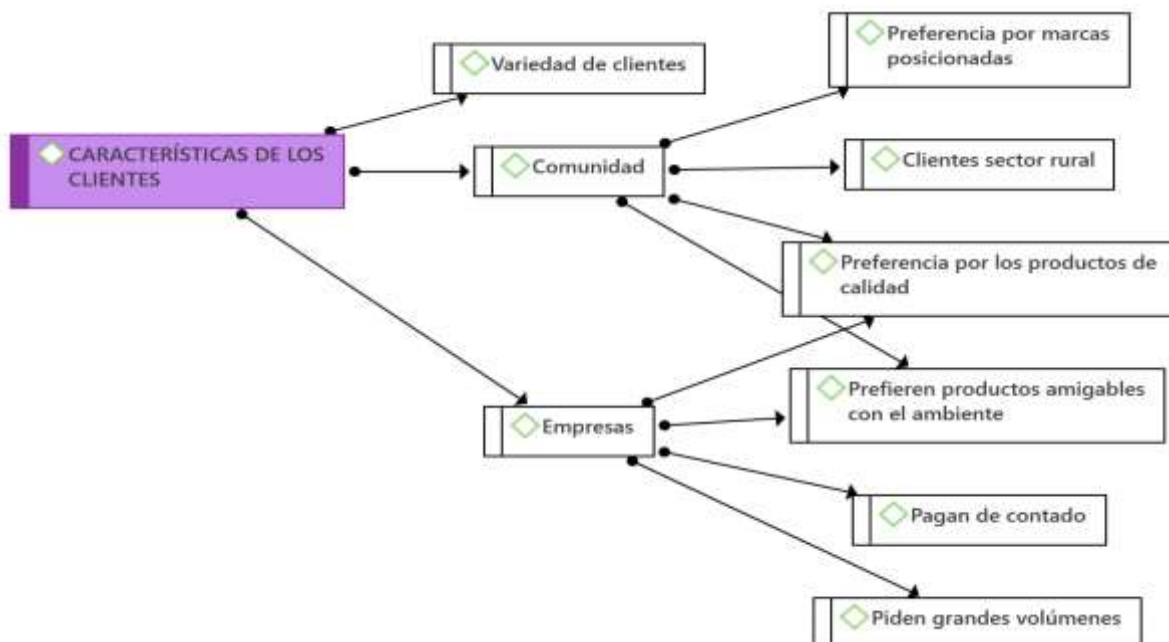 Variedad de clientes
Preferencia por marcas
posicionadas
CARACTERÍSTICAS DE LOS
CLIENTES
Comunidad
Clientes sector rural
Preferencia por los productos de
calidad
Prefieren productos amigables
con el ambiente
Empresas
Pagan de contado
Piden grandes volúmenes